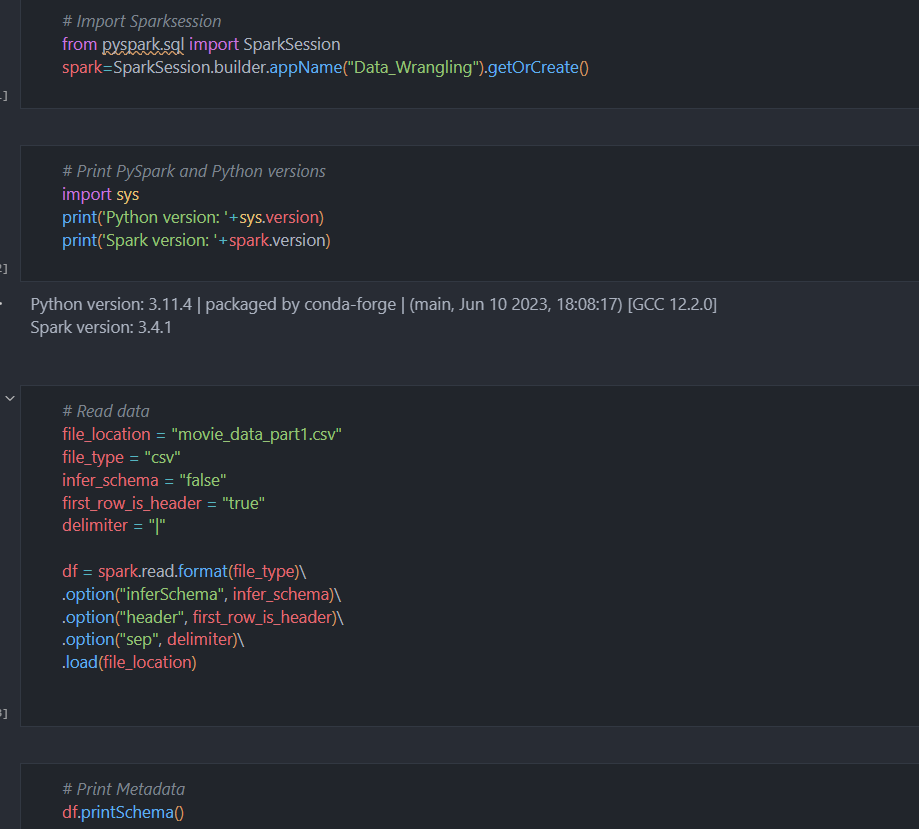 # Import Sparksession
from pyspark.sql import SparkSession
spark=SparkSession.builder.appName("Data_Wrangling").getOrCreate()
# Print PySpark and Python versions
import sys
print('Python version: '+sys.version)
print('Spark version: '+spark.version)
Python version: 3.11.4 | packaged by conda-forge | (main, Jun 10 2023, 18:08:17) [GCC 12.2.0]
Spark version: 3.4.1
# Read data
file_location = "movie_data_part1.csv"
file_type = "csv"
infer_schema = "false"
first_row_is_header = "true"
delimiter = "|"
df = spark.read.format(file_type)\
.option("inferSchema", infer_schema)\
.option("header", first_row_is_header)\
.option("sep", delimiter)\
.load(file_location)
# Print Metadata
df.printSchema()